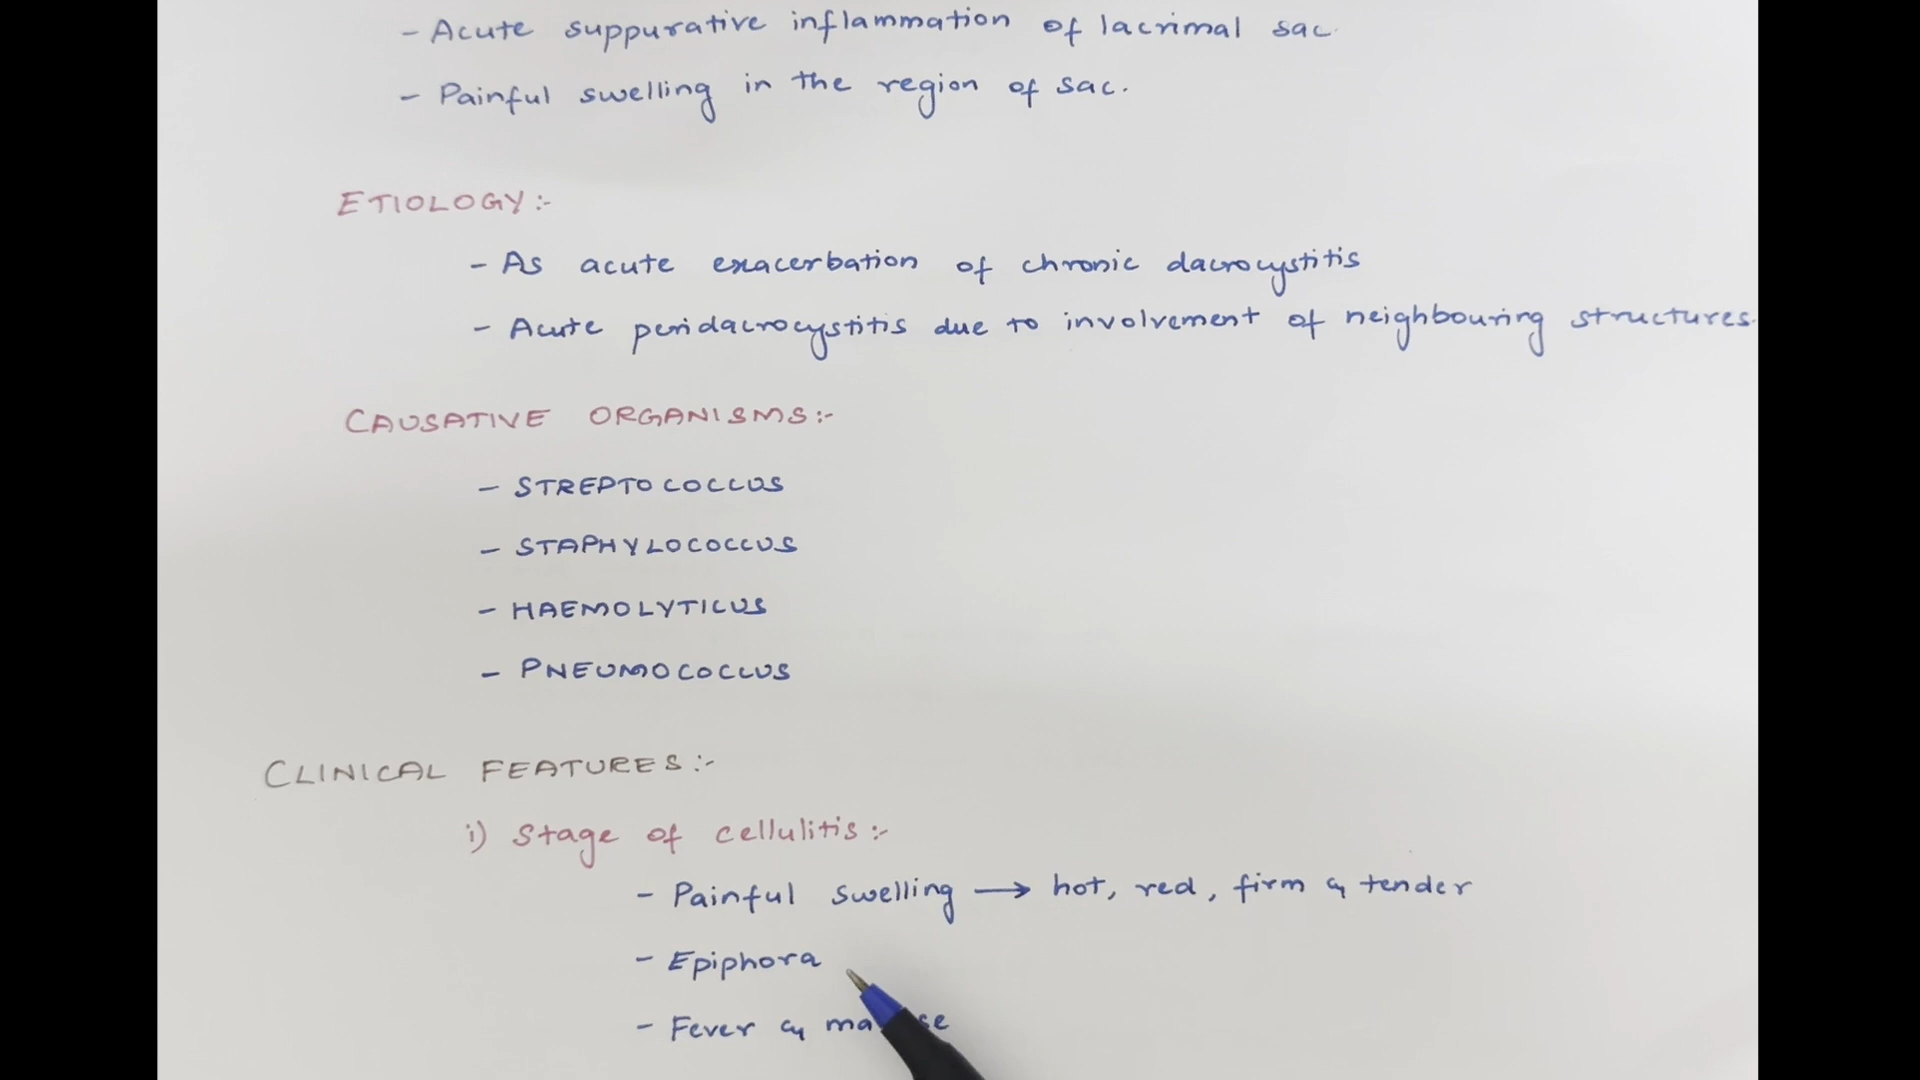 - Acute suppurative inflammation of lacrimal sac.
- Painful swelling in the region of sac.
ETIOLOGY :-
- As acute exacerbation of chronic dacrocystitis
- Acute peridacrocystitis due to involvement of neighbouring structures.
CAUSATIVE ORGANISMS :-
- STREPTOCOCCUS
- STAPHYLOCOCCUS
- HAEMOLYTICUS
- PNEUMOCOCCUS
CLINICAL FEATURES :-
i) Stage of cellulitis :-
- Painful swelling → hot, red, firm & tender
- Epiphora
- Fever &